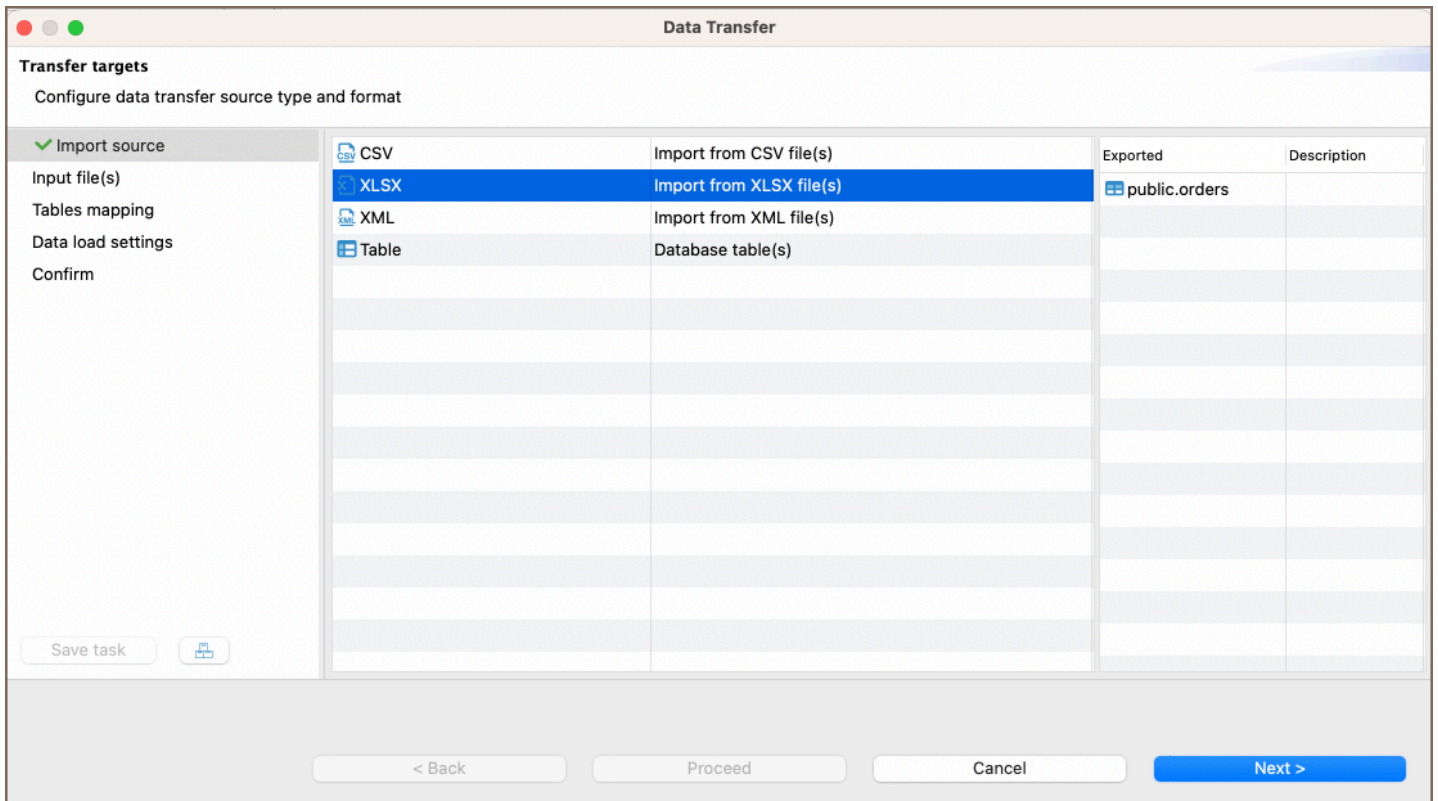 Data Transfer
Transfer targets
Configure data transfer source type and format
Import source
Input file(s)
Tables mapping
Data load settings
Confirm
Save task
CSV CSV Import from CSV file(s)
XLSX Import from XLSX file(s)
XML XML Import from XML file(s)
Table Database table(s)
Exported Description
public.orders
< Back Proceed Cancel Next >